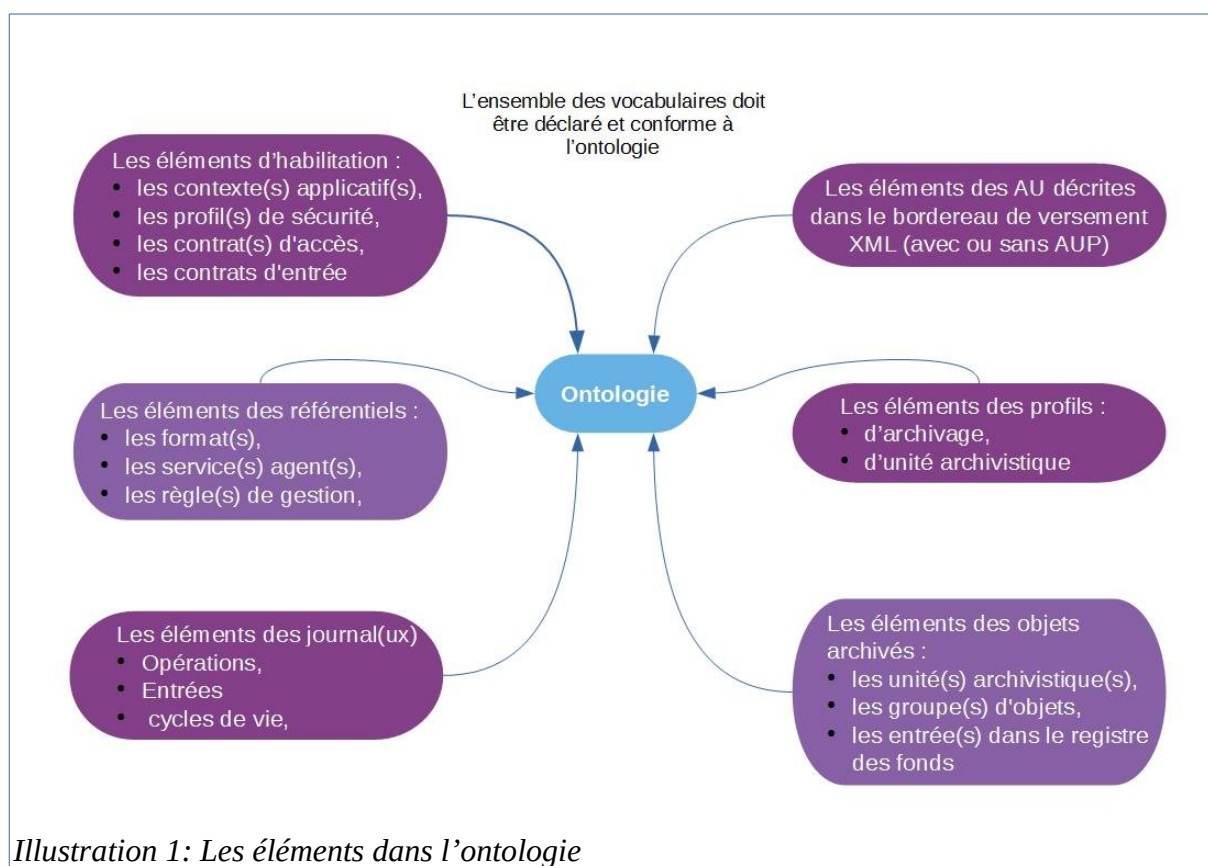 L’ensemble des vocabulaires doit
être déclaré et conforme à
l’ontologie
Les éléments d’habilitation :
• les contexte(s) applicatif(s),
• les profil(s) de sécurité,
• les contrat(s) d'accès,
• les contrats d'entrée
Les éléments des AU décrites
dans le bordereau de versement
XML (avec ou sans AUP)
Ontologie
Les éléments des référentiels :
• les format(s),
• les service(s) agent(s),
• les règle(s) de gestion,
Les éléments des profils :
• d’archivage,
• d’unité archivistique
Les éléments des journal(ux)
• Opérations,
• Entrées
• cycles de vie,
Les éléments des objets
archivés :
• les unité(s) archivistique(s),
• les groupe(s) d'objets,
• les entrée(s) dans le registre
des fonds
Illustration 1: Les éléments dans l’ontologie